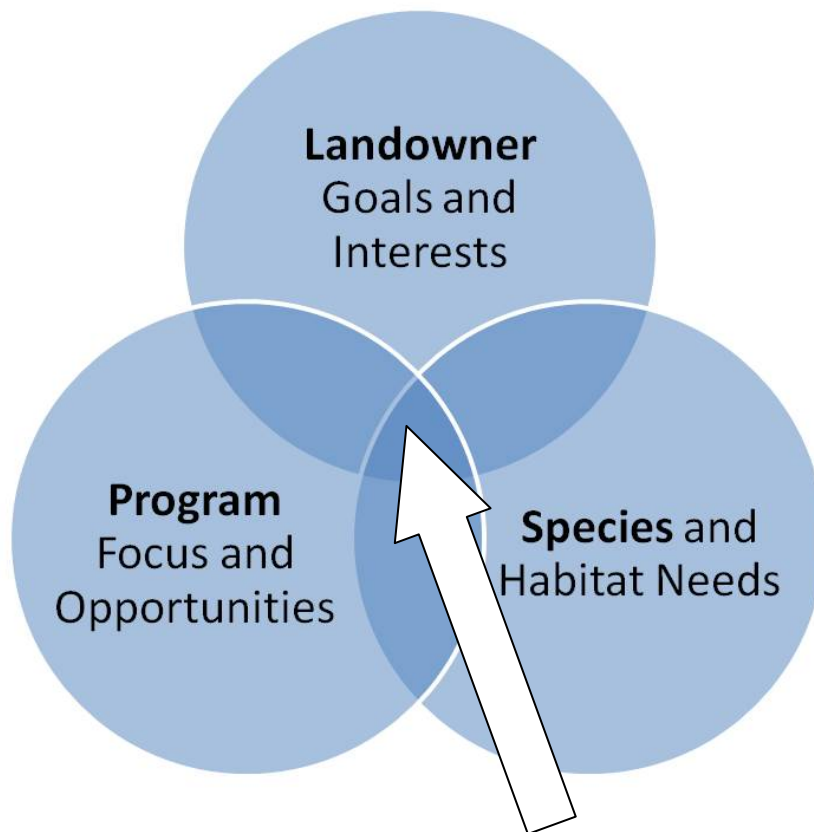 Landowner
Goals and
Interests
Program
Focus and
Opportunities
Species and
Habitat Needs